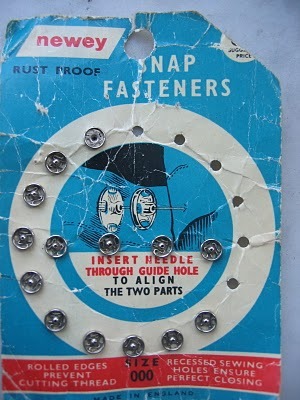 newey
RUST PROOF
SNAP
FASTENERS
PRICE
INSERT NEEDLE
THROUGH GUIDE HOLE
TO ALIGN
THE TWO PARTS
ROLLED EDGES
PREVENT
CUTTING THREAD
SIZE
000
RECESSED SEWING
HOLES ENSURE
PERFECT CLOSING
MADE IN ENGLAND